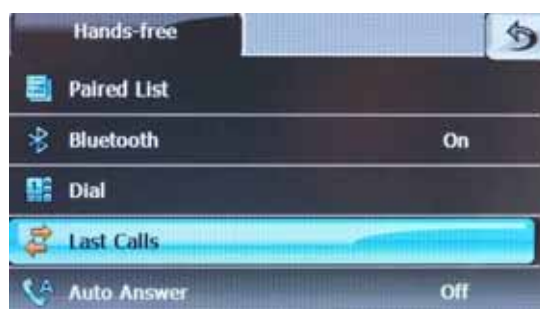 Hands-free
Paired List
Bluetooth On
Dial
Last Calls
Auto Answer Off